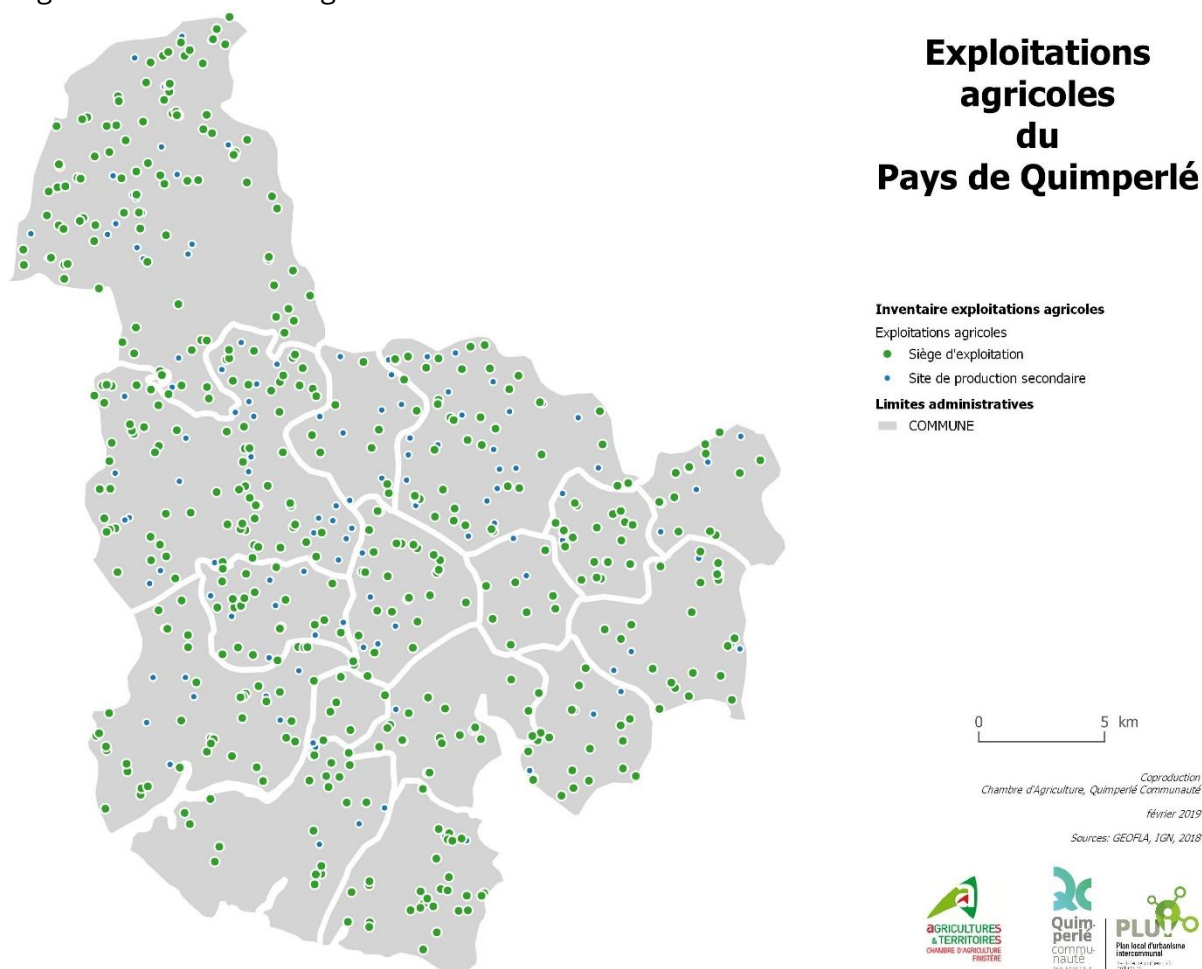 Exploitations
agricoles
du
Pays de Quimperlé
Inventaire exploitations agricoles
Exploitations agricoles
Siège d'exploitation
Site de production secondaire
Limites administratives
COMMUNE
0 5 km
Coproduction
Chambre d'Agriculture, Quimperlé Communauté
février 2019
Sources: GEOFLA, IGN, 2018
AGRICULTURES
& TERRITOIRES
CHAMBRE D'AGRICULTURE
FINISTÈRE
Quim-
perlé
commu-
nauté
PLUi
Plan local d'urbanisme
intercommunal